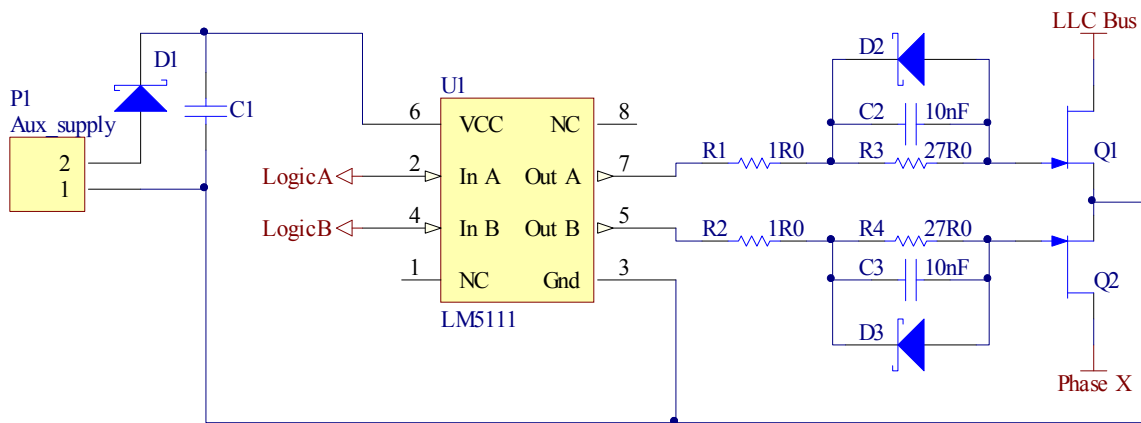 LLC Bus
D2
D1
U1
P1
Aux_supply
C1
C2 10nF
6 VCC NC 8
2
1
R1 1R0 R3 27R0
Q1
LogicA 2 In A Out A 7
LogicB 4 In B Out B 5
R2 1R0 R4 27R0
1 NC Gnd 3
C3 10nF
Q2
LM5111
D3
Phase X